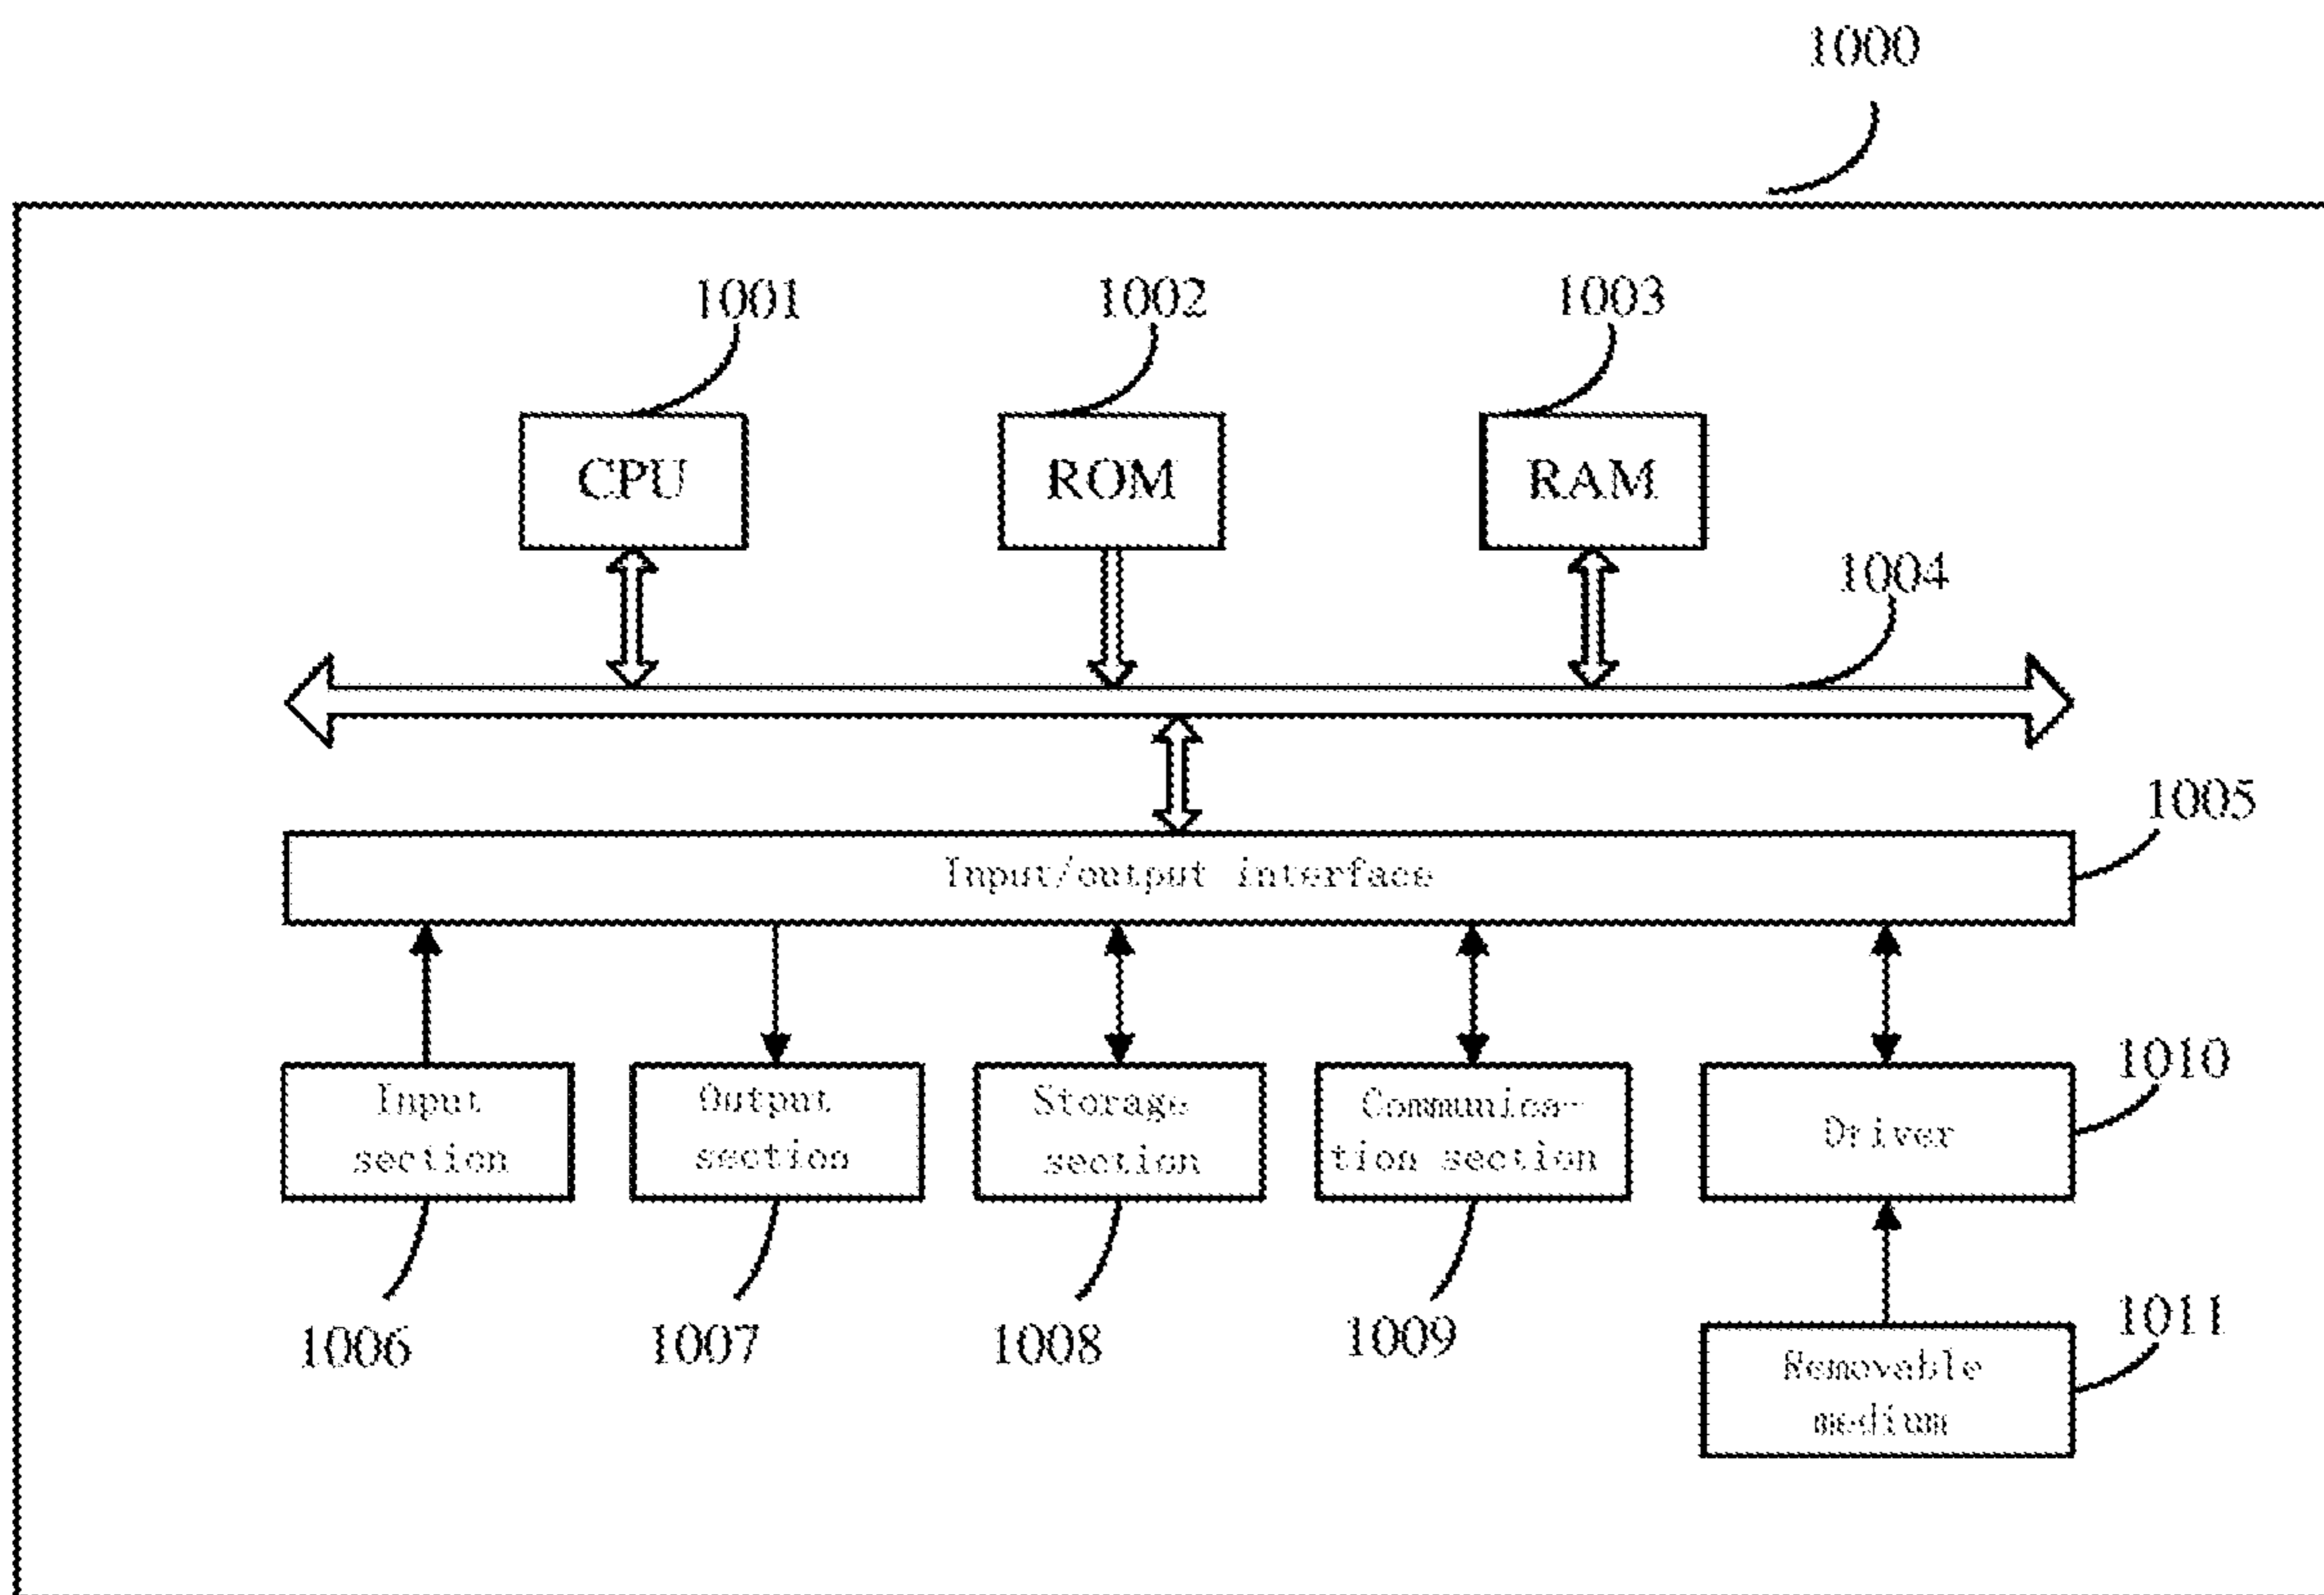 1000
1001
1002
1003
CPU
ROM
RAM
1004
1005
Input/output interface
1010
Input
section
Output
section
Storage
section
Communica-
tion section
Driver
1006
1007
1008
1009
1011
Removable
medium